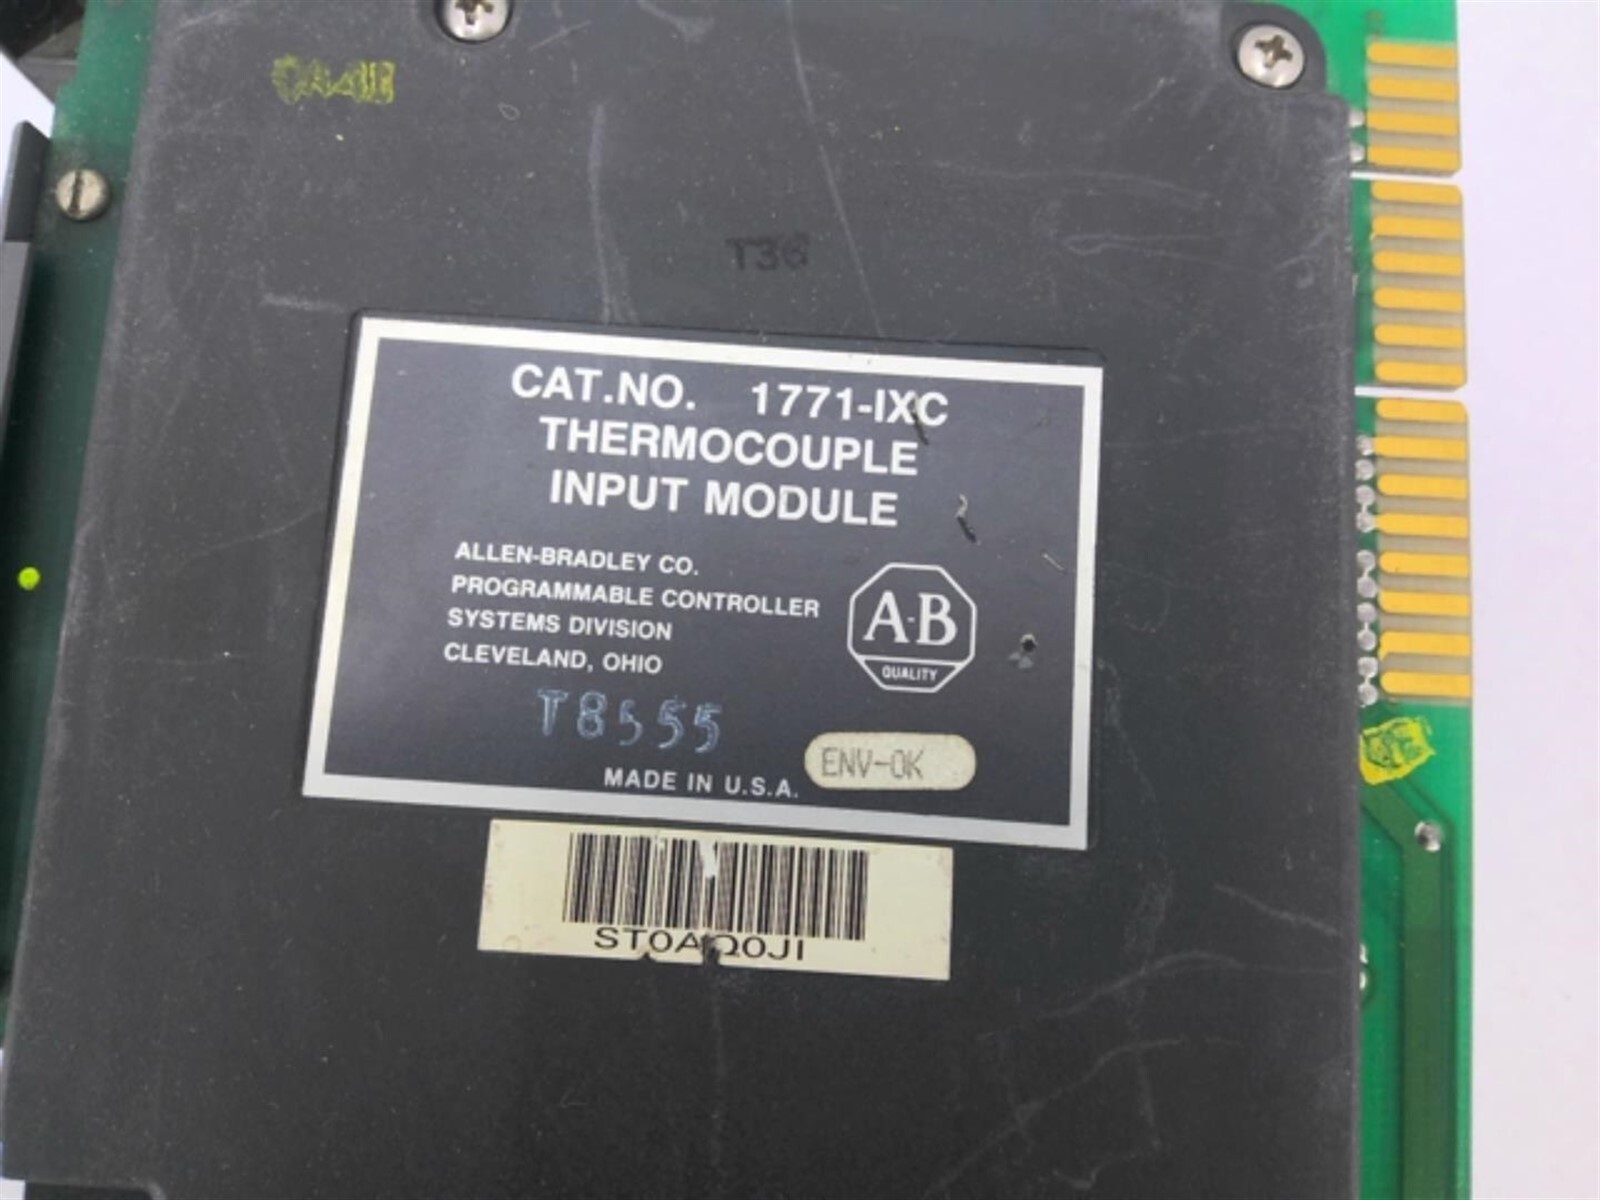 T36
CAT.NO. 1771-IXC
THERMOCOUPLE
INPUT MODULE
ALLEN-BRADLEY CO.
PROGRAMMABLE CONTROLLER
SYSTEMS DIVISION
CLEVELAND, OHIO
A-B
QUALITY
T8555
ENV-OK
MADE IN U.S.A.
ST0AQ0JI